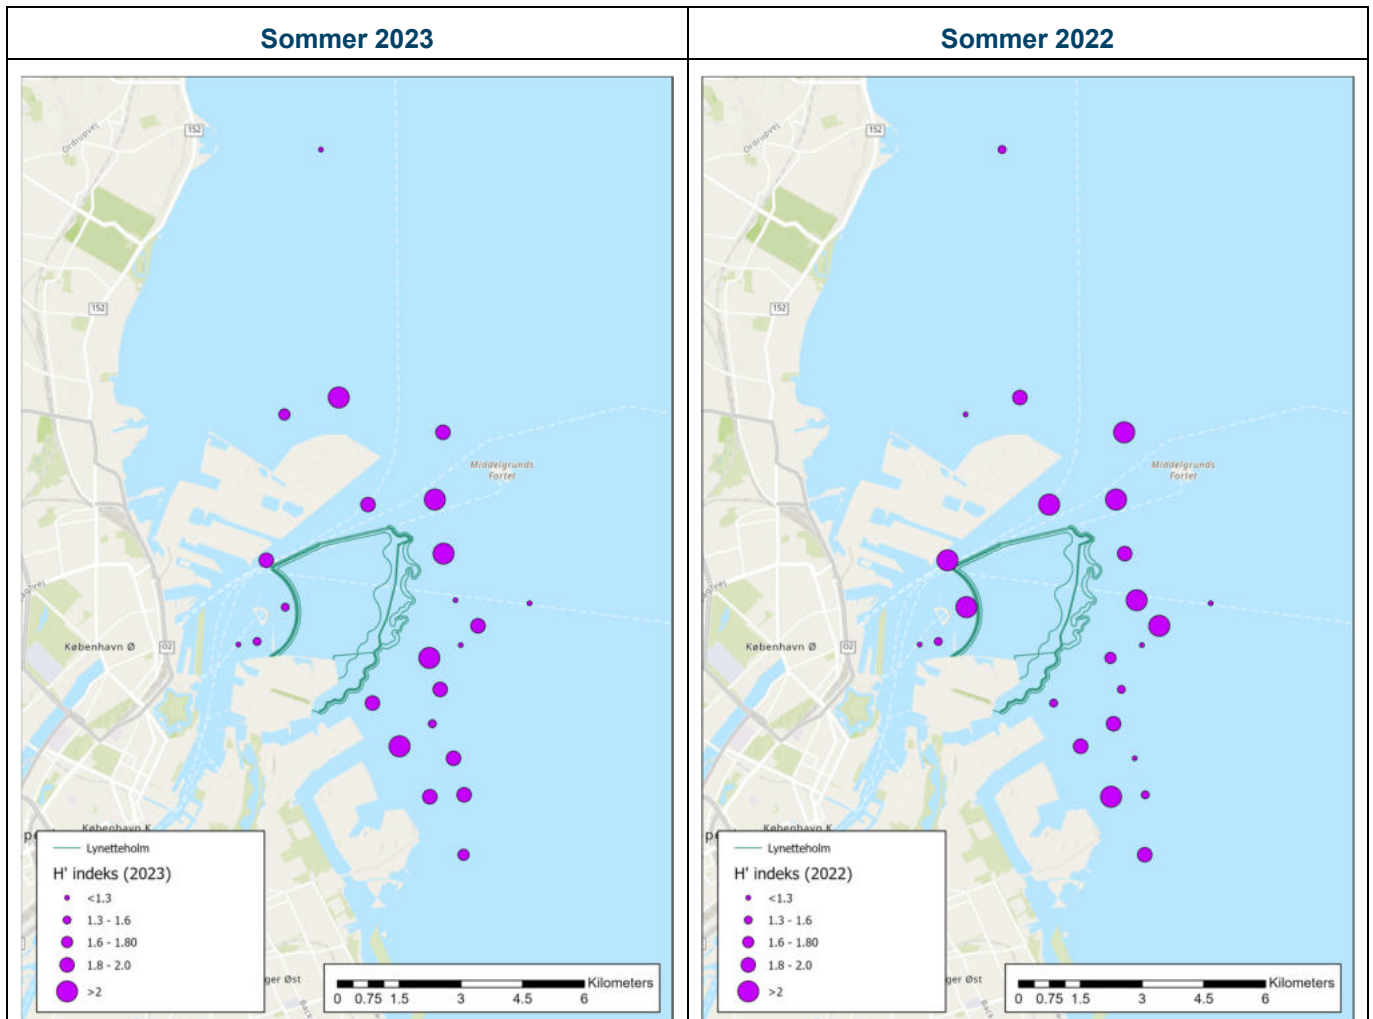 Sommer 2023
Sommer 2022
152
Ordrupvej
152
Middelgrunds
Fortet
København Ø
O2
København K
Lynetteholm
H' indeks (2023)
<1.3
1.3 - 1.6
1.6 - 1.80
1.8 - 2.0
>2
ger Øst
Kilometers
0 0.75 1.5 3 4.5 6
152
Ordrupvej
152
Middelgrunds
Fortet
København Ø
O2
København K
Lynetteholm
H' indeks (2022)
<1.3
1.3 - 1.6
1.6 - 1.80
1.8 - 2.0
>2
ger Øst
Kilometers
0 0.75 1.5 3 4.5 6